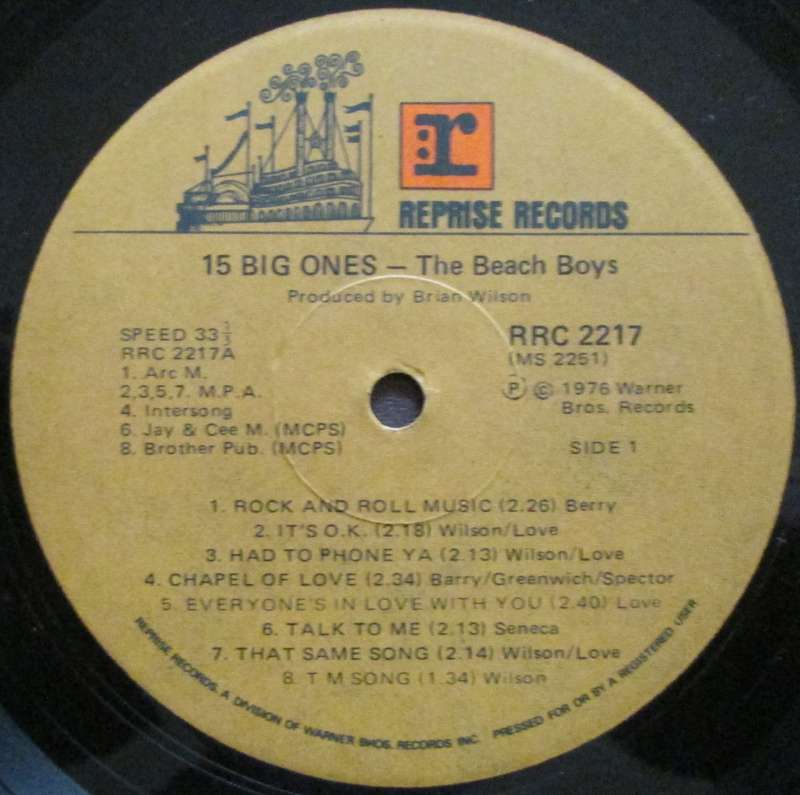 r
REPRISE RECORDS
15 BIG ONES – The Beach Boys
Produced by Brian Wilson
SPEED 33⅓
RRC 2217A
1. Arc M.
2,3,5,7. M.P.A.
4. Intersong
6. Jay & Cee M. (MCPS)
8. Brother Pub. (MCPS)
RRC 2217
(MS 2251)
Ⓟ © 1976 Warner
Bros. Records
SIDE 1
1. ROCK AND ROLL MUSIC (2.26) Berry
2. IT'S O.K. (2.18) Wilson/Love
3. HAD TO PHONE YA (2.13) Wilson/Love
4. CHAPEL OF LOVE (2.34) Barry/Greenwich/Spector
5. EVERYONE'S IN LOVE WITH YOU (2.40) Love
6. TALK TO ME (2.13) Seneca
7. THAT SAME SONG (2.14) Wilson/Love
8. T M SONG (1.34) Wilson
REPRISE RECORDS, A DIVISION OF WARNER BROS. RECORDS INC. PRESSED FOR OR BY A REGISTERED USER